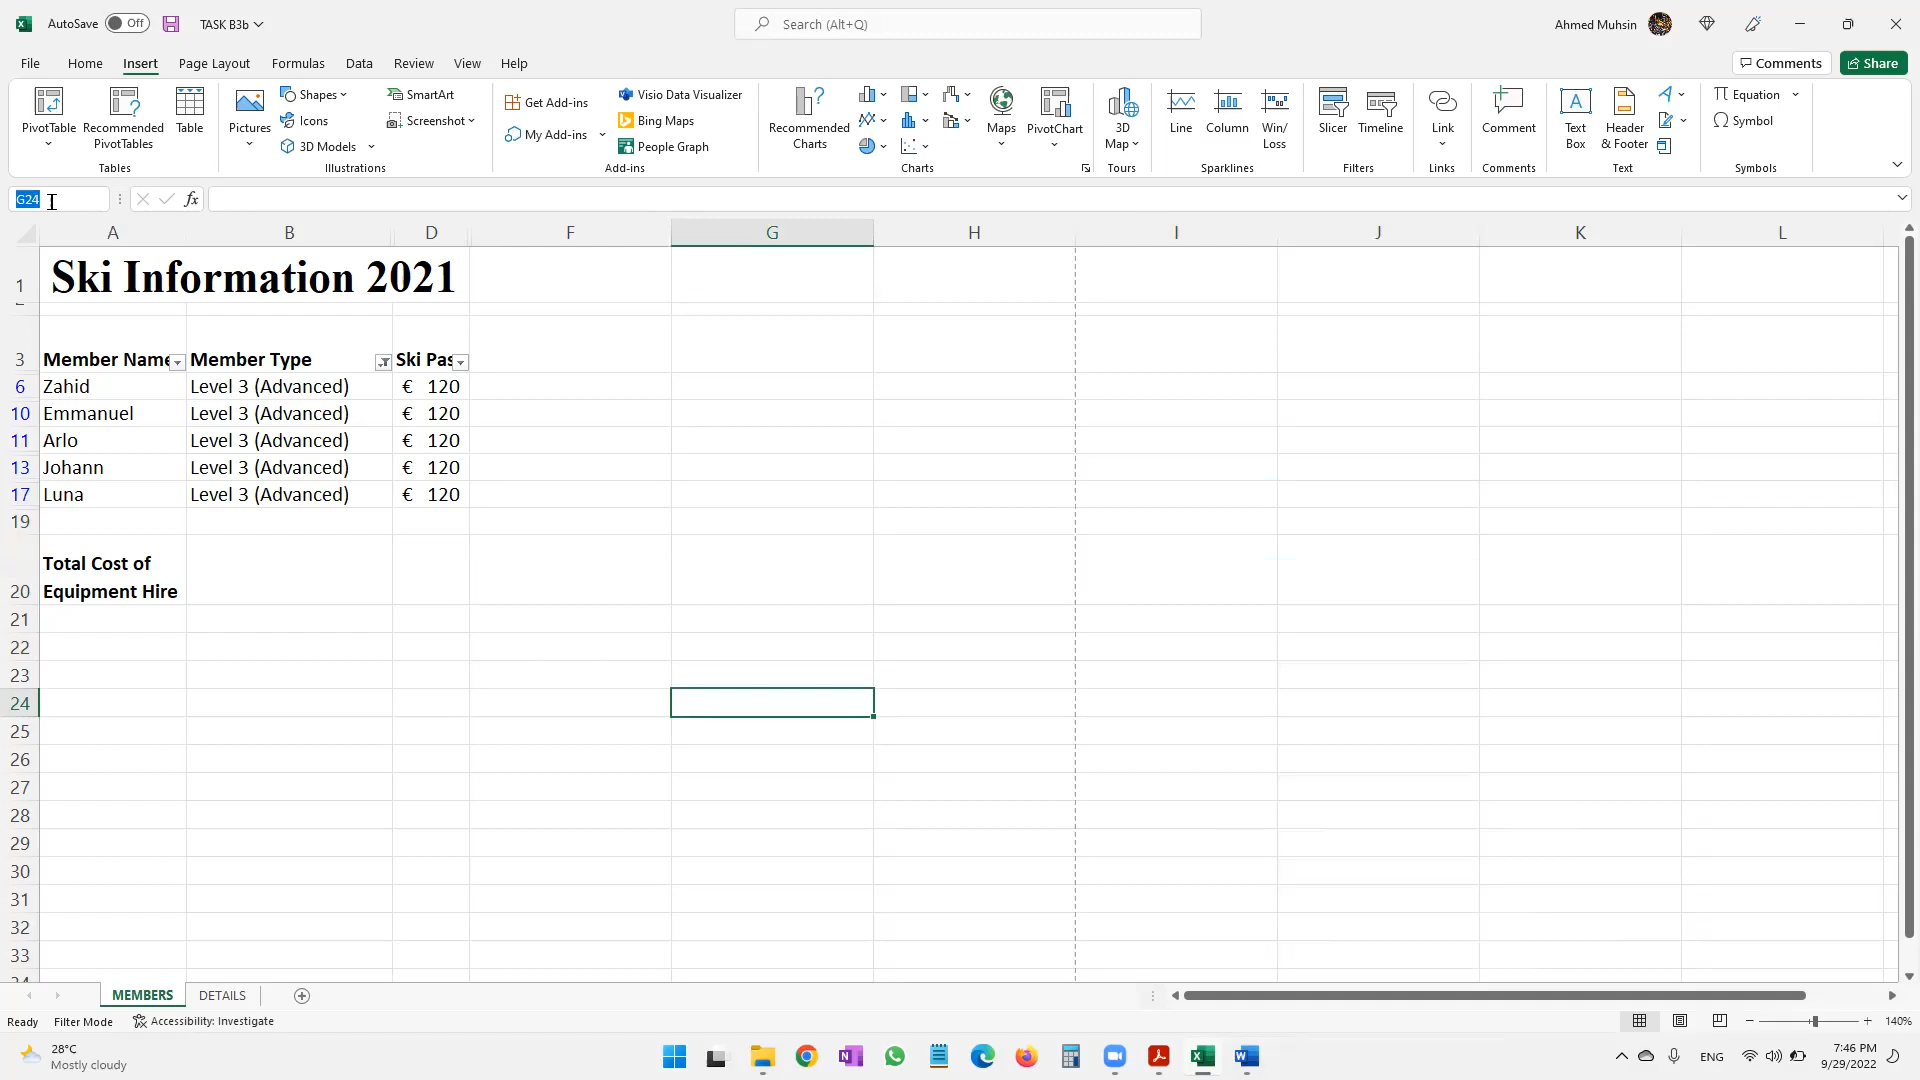 AutoSave Off TASK B3b Search (Alt+Q) Ahmed Muhsin
File Home Insert Page Layout Formulas Data Review View Help Comments Share
PivotTable Recommended PivotTables Table
Tables
Pictures Shapes Icons 3D Models SmartArt Screenshot
Illustrations
Get Add-ins My Add-ins Visio Data Visualizer Bing Maps People Graph
Add-ins
Recommended Charts Maps PivotChart
Charts
3D Map
Tours
Line Column Win/Loss
Sparklines
Slicer Timeline
Filters
Link
Links
Comment
Comments
Text Box Header & Footer
Text
Equation Symbol
Symbols
G24 fx
A B D F G H I J K L
1 Ski Information 2021
3 Member Name Member Type Ski Pas
6 Zahid Level 3 (Advanced) € 120
10 Emmanuel Level 3 (Advanced) € 120
11 Arlo Level 3 (Advanced) € 120
13 Johann Level 3 (Advanced) € 120
17 Luna Level 3 (Advanced) € 120
19
Total Cost of
20 Equipment Hire
21
22
23
24
25
26
27
28
29
30
31
32
33
MEMBERS DETAILS
Ready Filter Mode Accessibility: Investigate 140%
28°C
Mostly cloudy
ENG
7:46 PM
9/29/2022